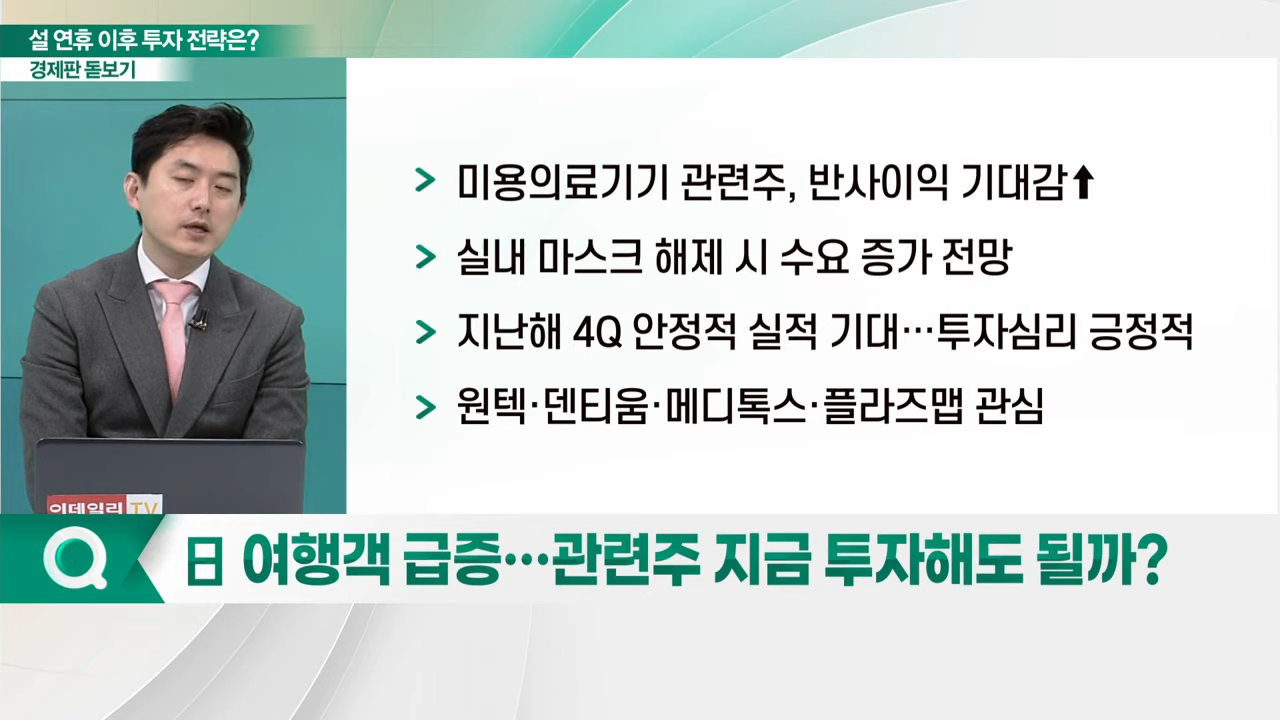 설 연휴 이후 투자 전략은?
경제판 돋보기
> 미용의료기기 관련주, 반사이익 기대감⬆
> 실내 마스크 해제 시 수요 증가 전망
> 지난해 4Q 안정적 실적 기대…투자심리 긍정적
> 원텍·덴티움·메디톡스·플라즈맵 관심
이데일리 TV
Q 日 여행객 급증…관련주 지금 투자해도 될까?